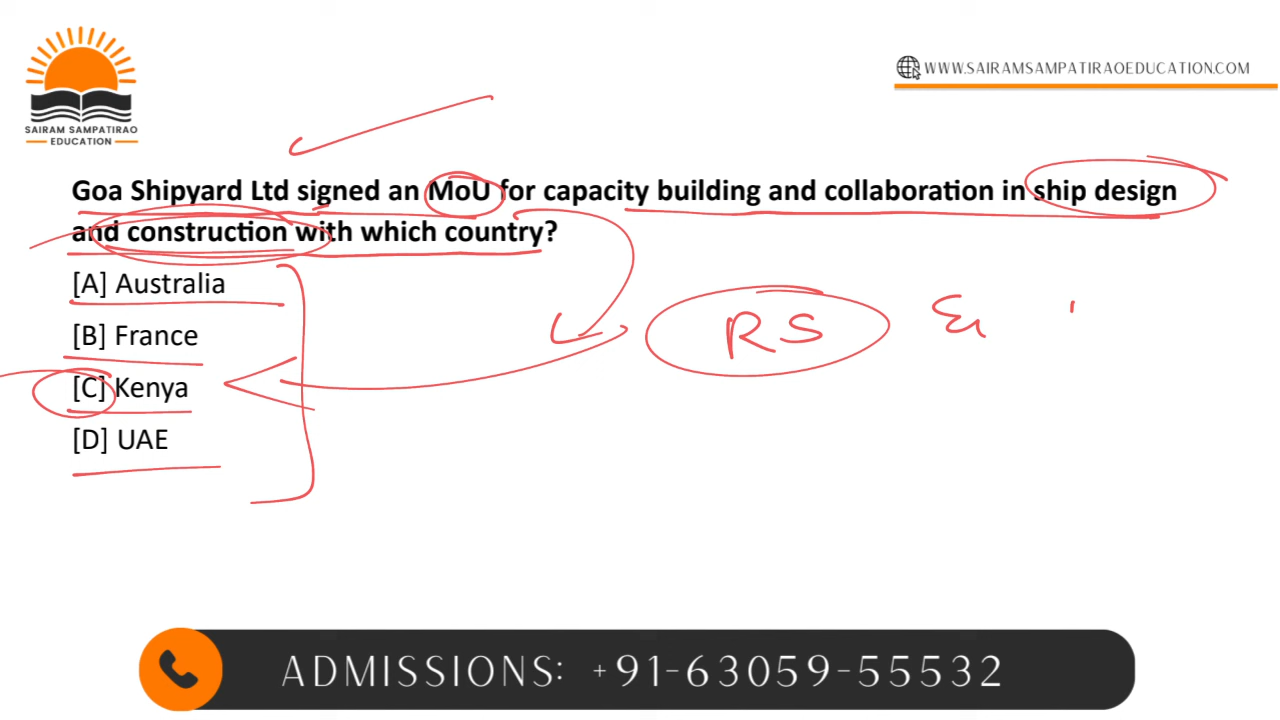 SAIRAM SAMPATIRAO
EDUCATION
WWW.SAIRAMSAMPATIRAOEDUCATION.COM
Goa Shipyard Ltd signed an MoU for capacity building and collaboration in ship design
and construction with which country?
[A] Australia
[B] France
[C] Kenya
[D] UAE
RS &
ADMISSIONS: +91-63059-55532